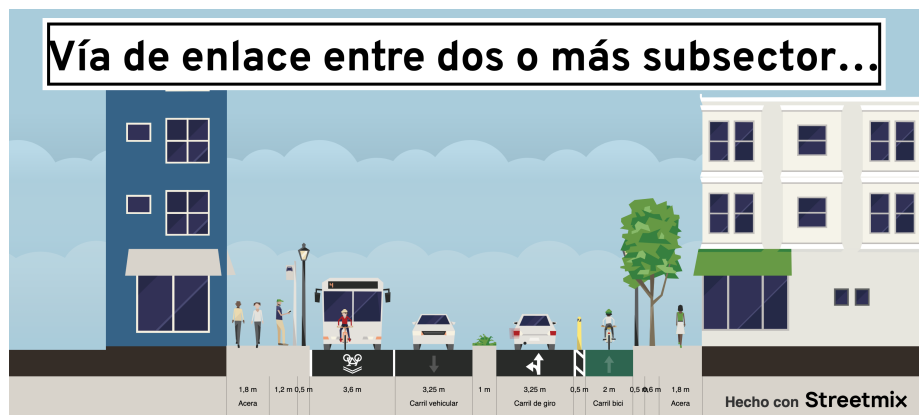 Vía de enlace entre dos o más subsector...
4
1,8 m 1,2 m 0,5 m 3,6 m 3,25 m 1 m 3,25 m 0,5 m 2 m 0,5 m 0,6 m 1,8 m
Acera Carril vehicular Carril de giro Carril bici Acera
Hecho con Streetmix